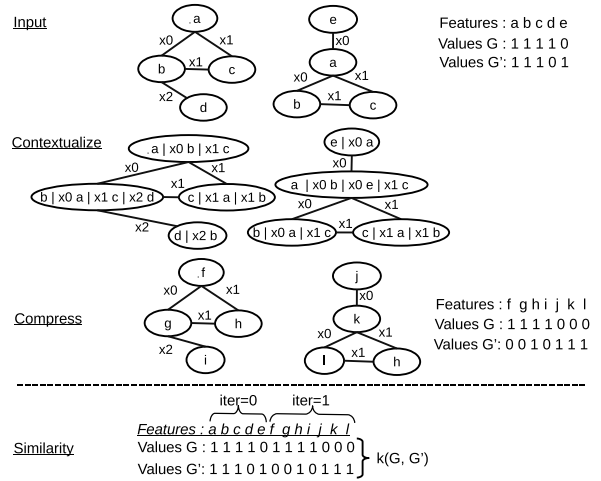 Input
a
x0 x1
b x1 c
x2
d
e
x0
a
x0 x1
b x1 c
Features : a b c d e
Values G : 1 1 1 1 0
Values G’: 1 1 1 0 1
Contextualize
a | x0 b | x1 c
x0 x1
b | x0 a | x1 c | x2 d x1 c | x1 a | x1 b
x2
d | x2 b
e | x0 a
x0
a | x0 b | x0 e | x1 c
x0 x1
b | x0 a | x1 c x1 c | x1 a | x1 b
Compress
f
x0 x1
g x1 h
x2
i
j
x0
k
x0 x1
l x1 h
Features : f g h i j k l
Values G : 1 1 1 1 0 0 0
Values G’: 0 0 1 0 1 1 1
iter=0 iter=1
Similarity
Features : a b c d e f g h i j k l
Values G : 1 1 1 1 0 1 1 1 1 0 0 0
Values G’: 1 1 1 0 1 0 0 1 0 1 1 1
k(G, G’)